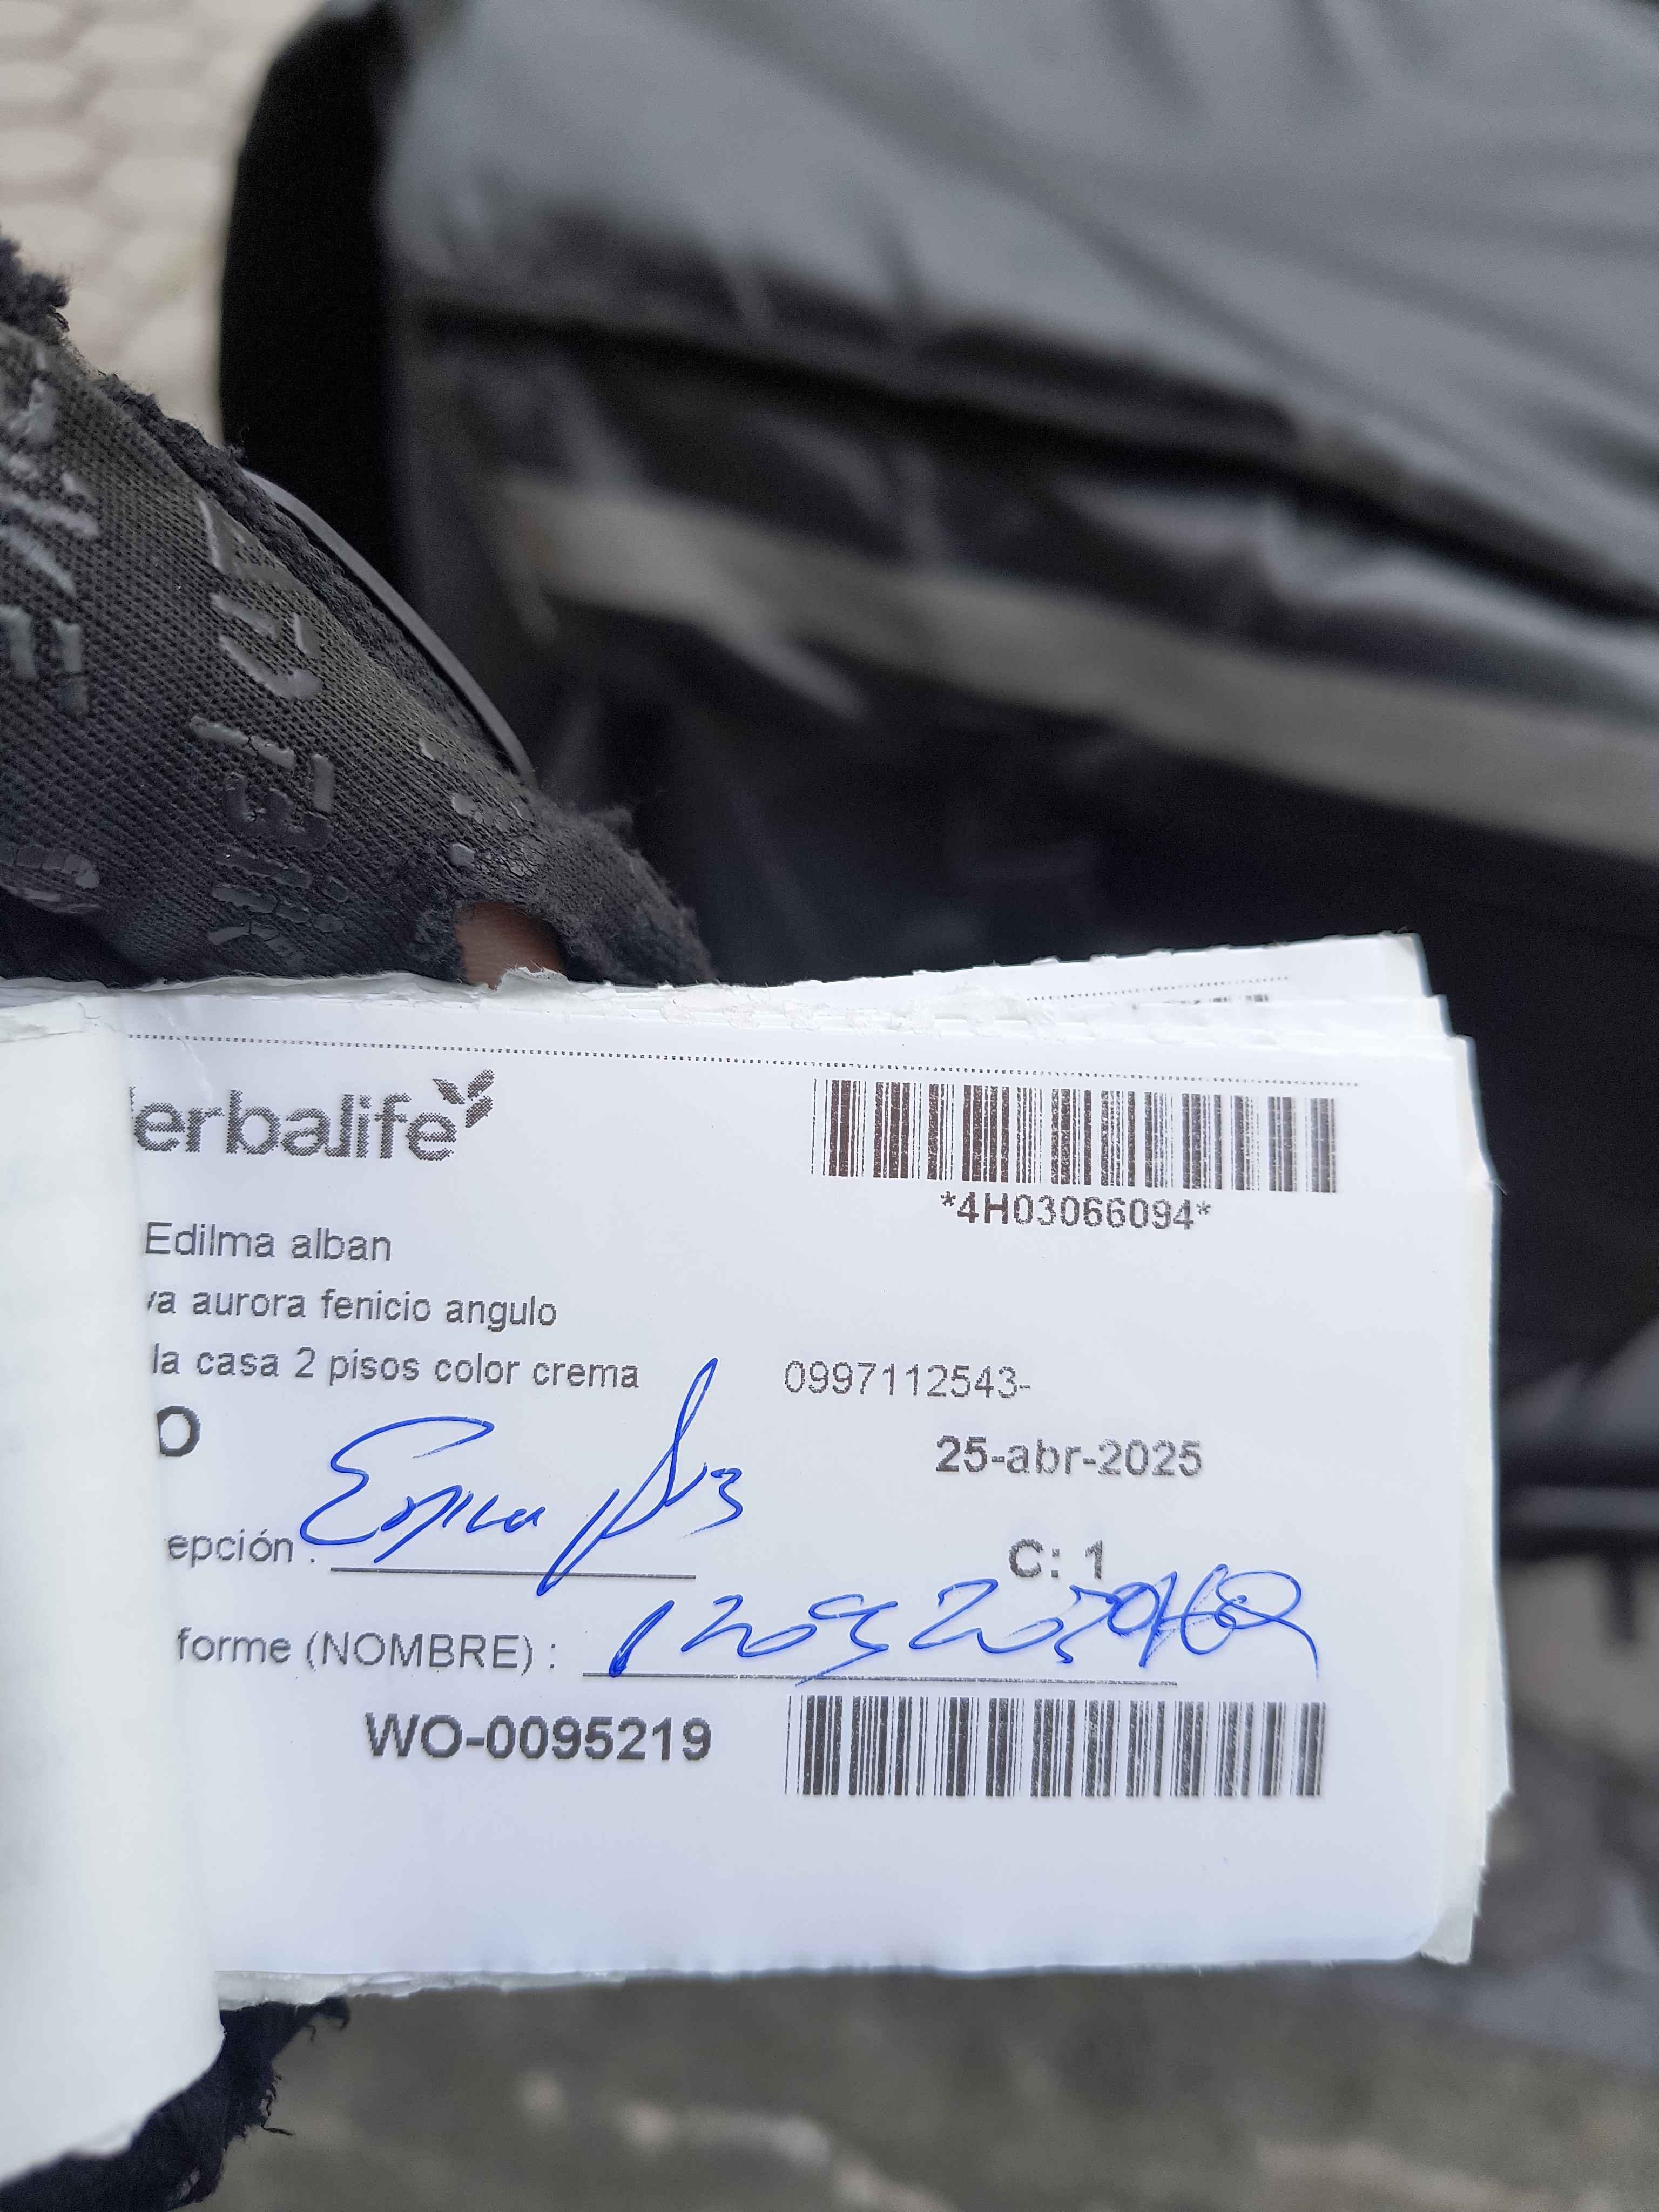 erbalife
*4H03066094*
Edilma alban
va aurora fenicio angulo
la casa 2 pisos color crema 0997112543-
O
25-abr-2025
epción :
C: 1
forme (NOMBRE) :
WO-0095219